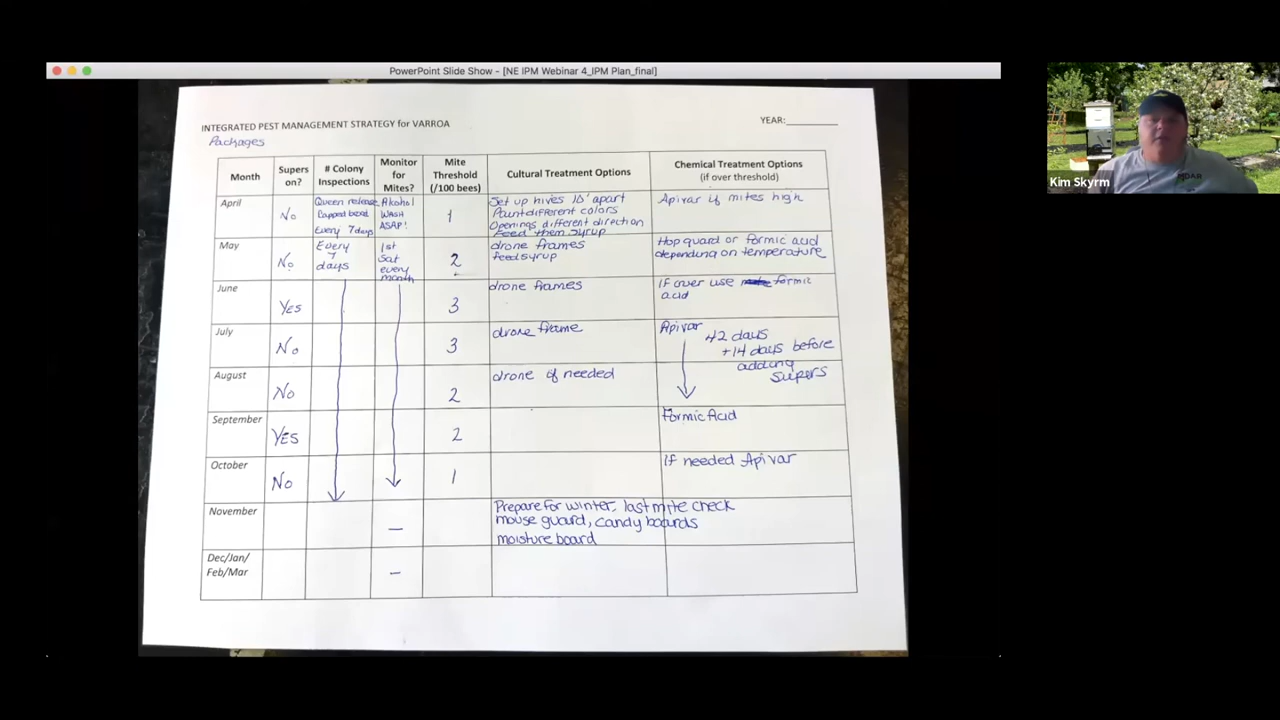 PowerPoint Slide Show - [NE IPM Webinar 4_IPM Plan_final]
INTEGRATED PEST MANAGEMENT STRATEGY for VARROA
YEAR:________
Packages
Month
Supers on?
# Colony Inspections
Monitor for Mites?
Mite Threshold (/100 bees)
Cultural Treatment Options
Chemical Treatment Options (if over threshold)
April
No
Queen release
Capped brood
Every 7 days
Alkohol
WASH
ASAP!
1
Set up hives 10' apart
Paint different colors
Openings different direction
Feed them syrup
Apivar if mites high
May
No
Every
7
days
1st
Sat
every
month
2
drone frames
feed syrup
Hop guard or formic acid
depending on temperature
June
YES
3
drone frames
If over use formic
acid
July
No
3
drone frame
Apivar
42 days
+14 days before
adding
supers
August
No
2
drone if needed
September
YES
2
Formic Acid
October
No
1
If needed Apivar
November
–
Prepare for winter, last mite check
mouse guard, candy boards
moisture board
Dec/Jan/
Feb/Mar
–
Kim Skyrm